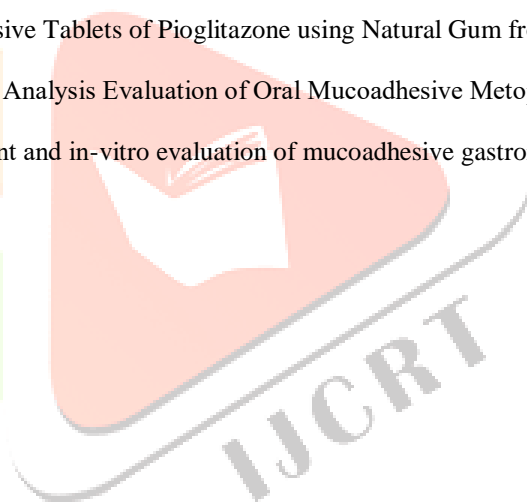 sive Tablets of Pioglitazone using Natural Gum fr
Analysis Evaluation of Oral Mucoadhesive Meto
nt and in-vitro evaluation of mucoadhesive gastro
IJCRT